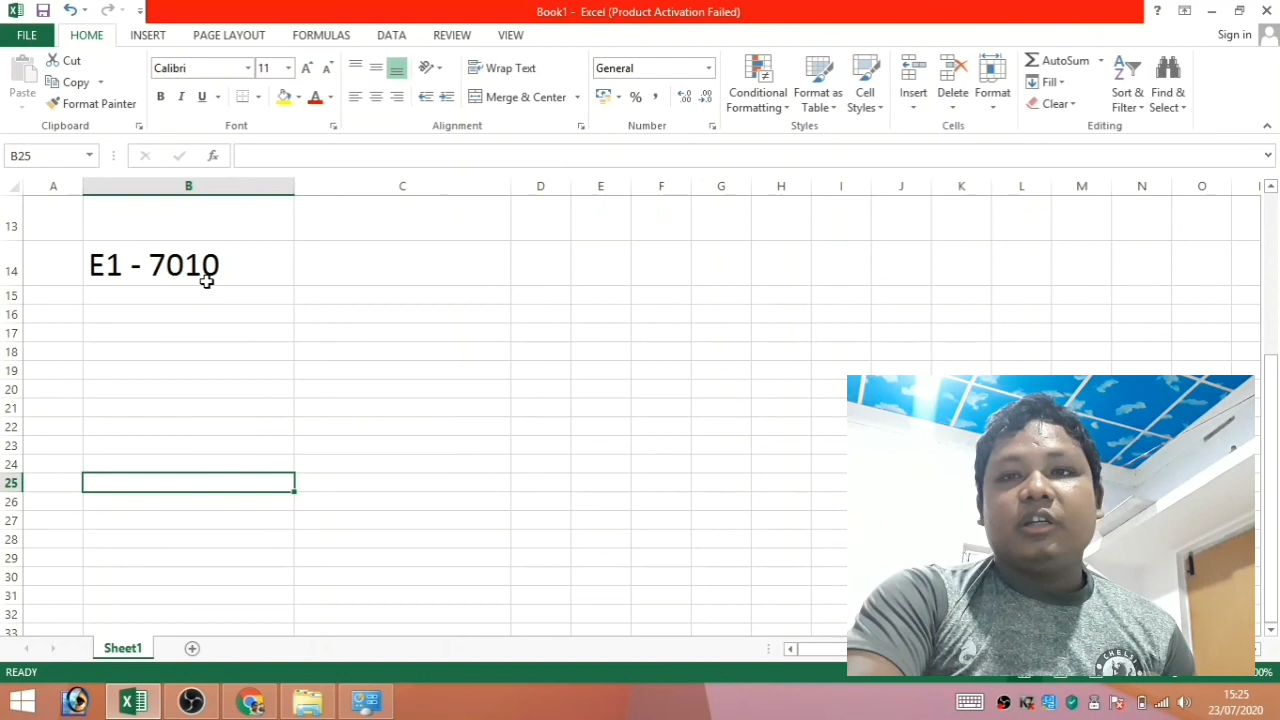 Book1 - Excel (Product Activation Failed)
Sign in
FILE HOME INSERT PAGE LAYOUT FORMULAS DATA REVIEW VIEW
Paste
Cut
Copy
Format Painter
Clipboard
Calibri 11
B I U
Font
Wrap Text
Merge & Center
Alignment
General
%
Number
Conditional Formatting
Format as Table
Cell Styles
Styles
Insert
Delete
Format
Cells
AutoSum
Fill
Clear
Sort & Filter
Find & Select
Editing
B25
A B C D E F G H I J K L M N O
13
14 E1 - 7010
15
16
17
18
19
20
21
22
23
24
25
26
27
28
29
30
31
32
33
CHELS
Sheet1
READY
15:25
23/07/2020